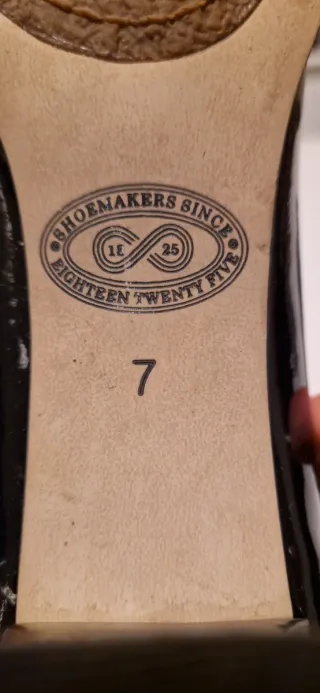 SHOEMAKERS SINCE
18 25
EIGHTEEN TWENTY FIVE
7